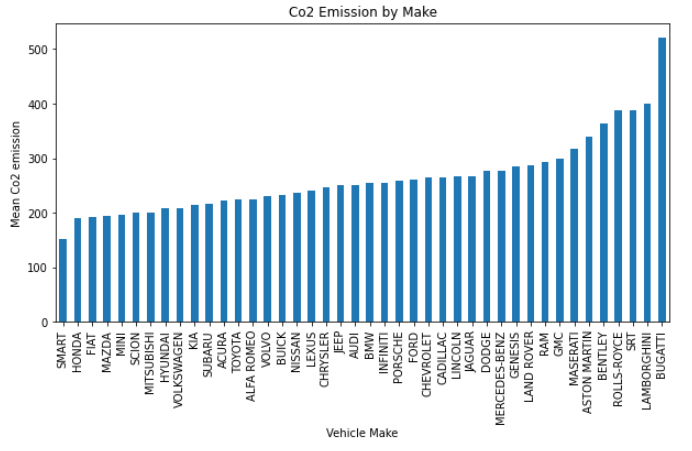 Co2 Emission by Make
Mean Co2 emission
500
400
300
200
100
0
SMART
HONDA
FIAT
MAZDA
MINI
SCION
MITSUBISHI
HYUNDAI
VOLKSWAGEN
KIA
SUBARU
ACURA
TOYOTA
ALFA ROMEO
VOLVO
BUICK
NISSAN
LEXUS
CHRYSLER
JEEP
AUDI
BMW
INFINITI
PORSCHE
FORD
CHEVROLET
CADILLAC
LINCOLN
JAGUAR
DODGE
MERCEDES-BENZ
GENESIS
LAND ROVER
RAM
GMC
MASERATI
ASTON MARTIN
BENTLEY
ROLLS-ROYCE
SRT
LAMBORGHINI
BUGATTI
Vehicle Make